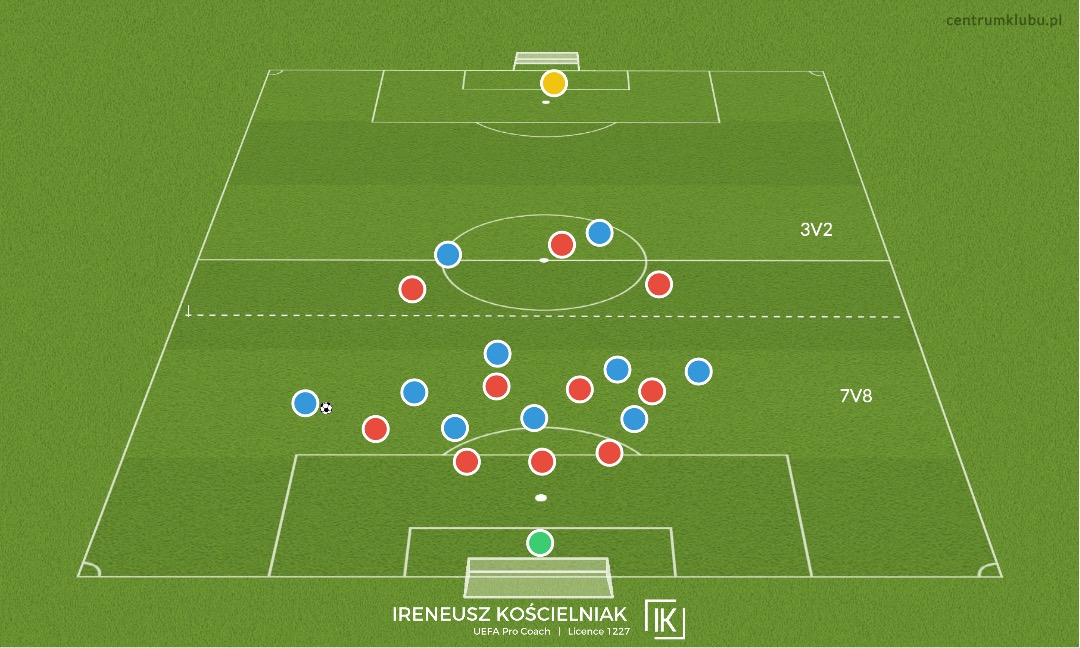 centrumklubu.pl
3V2
7V8
IRENEUSZ KOŚCIELNIAK
UEFA Pro Coach | Licence 1227
IK